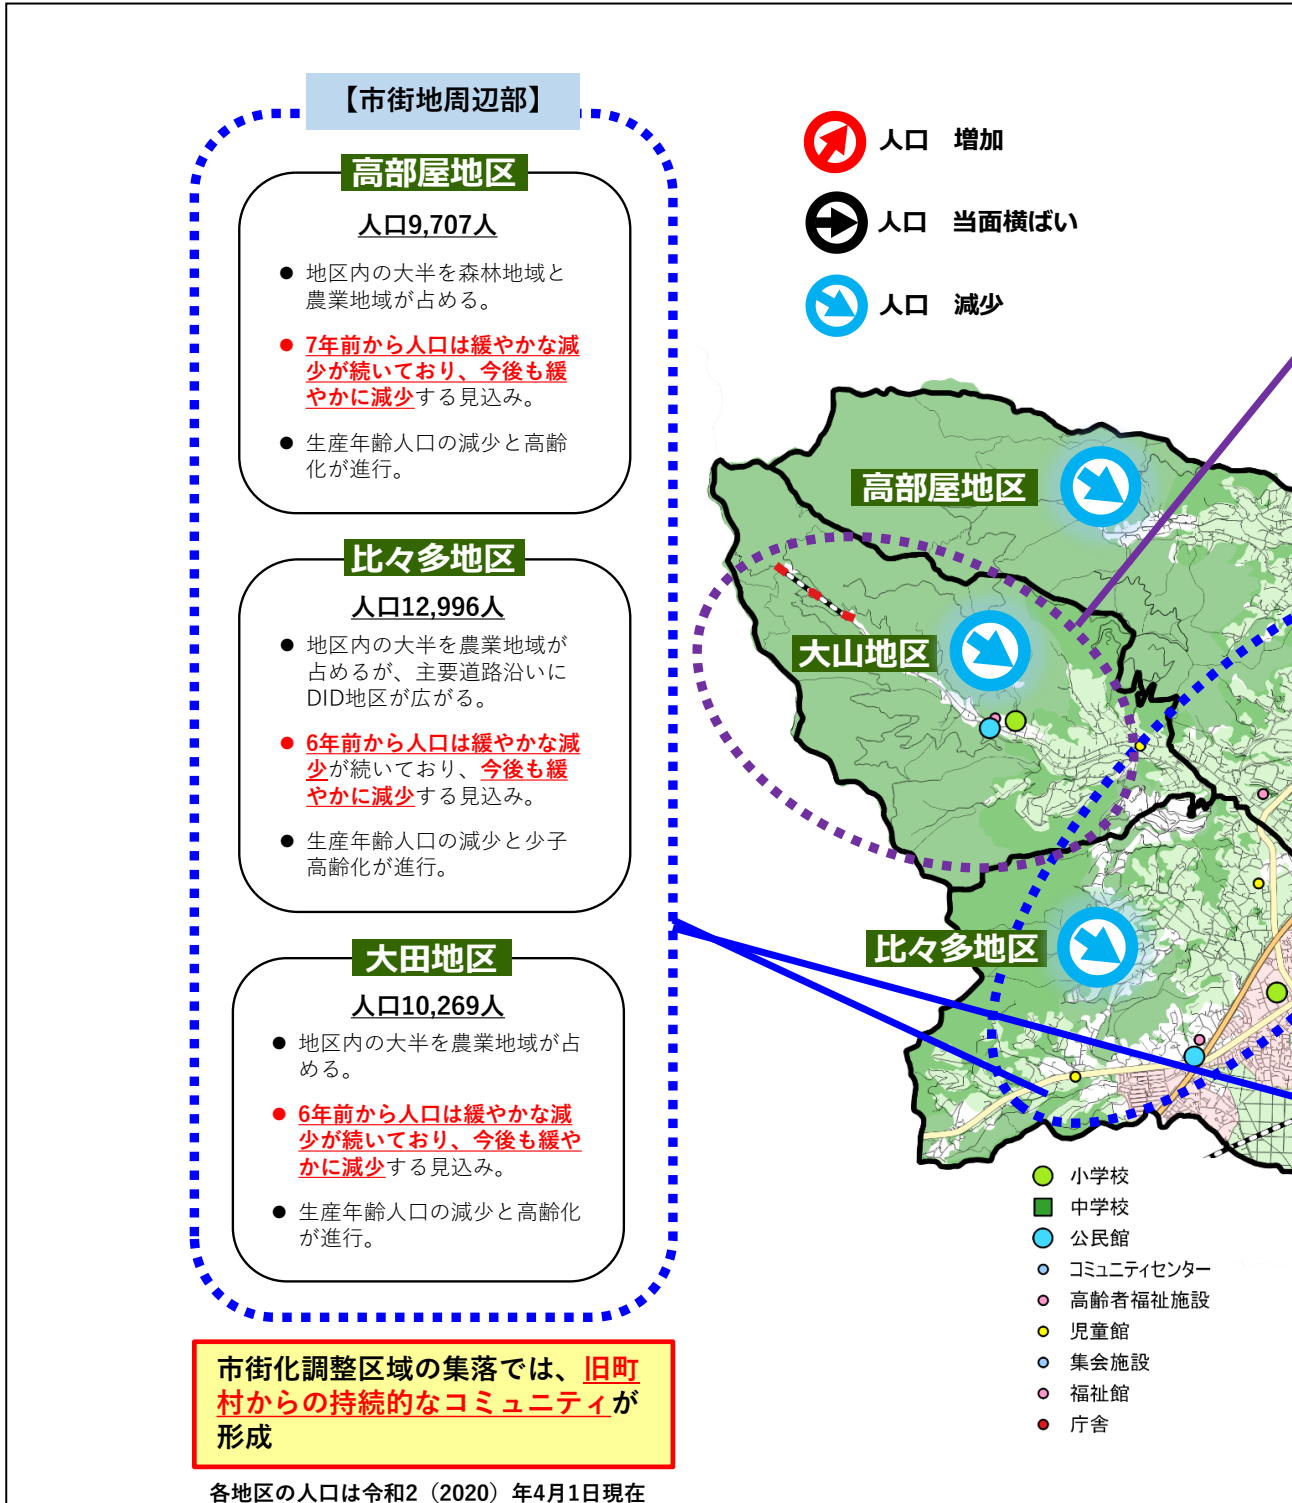 【市街地周辺部】
高部屋地区
人口9,707人
● 地区内の大半を森林地域と
農業地域が占める。
● 7年前から人口は緩やかな減
少が続いており、今後も緩
やかに減少する見込み。
● 生産年齢人口の減少と高齢
化が進行。
比々多地区
人口12,996人
● 地区内の大半を農業地域が
占めるが、主要道路沿いに
DID地区が広がる。
● 6年前から人口は緩やかな減
少が続いており、今後も緩
やかに減少する見込み。
● 生産年齢人口の減少と少子
高齢化が進行。
大田地区
人口10,269人
● 地区内の大半を農業地域が占
める。
● 6年前から人口は緩やかな減
少が続いており、今後も緩や
かに減少する見込み。
● 生産年齢人口の減少と高齢化
が進行。
市街化調整区域の集落では、旧町
村からの持続的なコミュニティが
形成
各地区の人口は令和2（2020）年4月1日現在
人口　増加
人口　当面横ばい
人口　減少
高部屋地区
大山地区
比々多地区
小学校
中学校
公民館
コミュニティセンター
高齢者福祉施設
児童館
集会施設
福祉館
庁舎